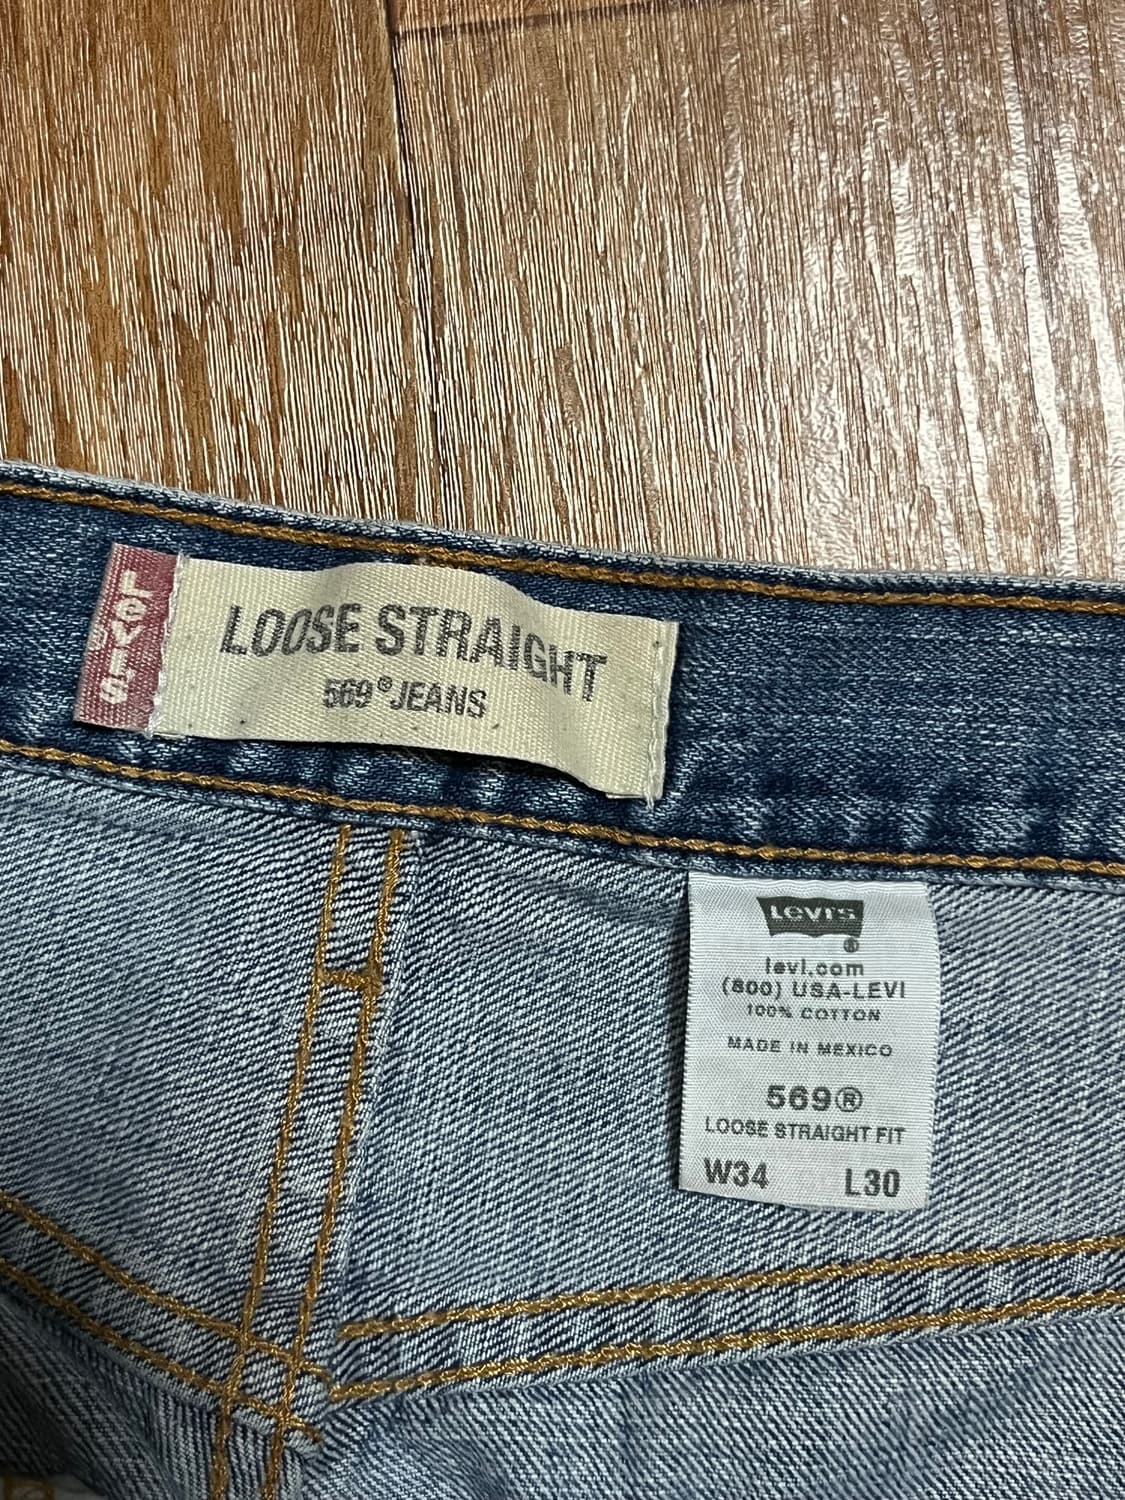 LEVI'S
LOOSE STRAIGHT
569® JEANS
LEVI'S
®
levi.com
(800) USA-LEVI
100% COTTON
MADE IN MEXICO
569®
LOOSE STRAIGHT FIT
W34 L30